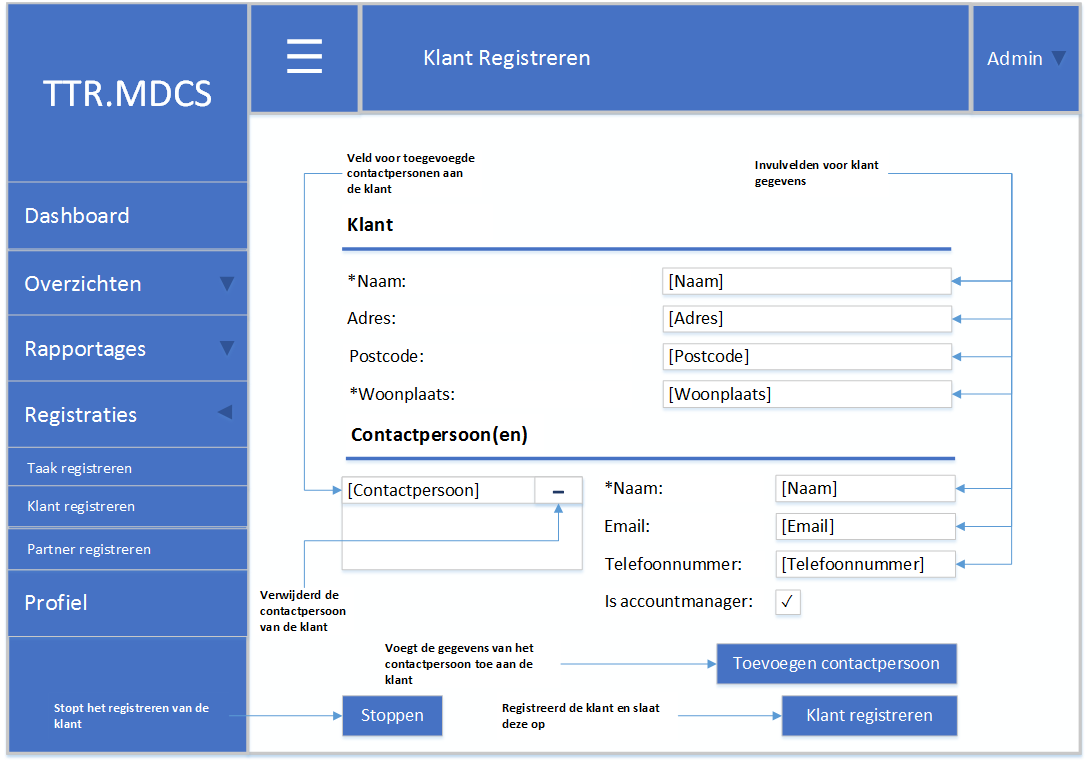 TTR.MDCS
☰
Klant Registreren
Admin ▼
Dashboard
Overzichten ▼
Rapportages ▼
Registraties ◀
Taak registreren
Klant registreren
Partner registreren
Profiel
Veld voor toegevoegde
contactpersonen aan
de klant
Invulvelden voor klant
gegevens
Klant
*Naam: [Naam]
Adres: [Adres]
Postcode: [Postcode]
*Woonplaats: [Woonplaats]
Contactpersoon(en)
[Contactpersoon] –
*Naam: [Naam]
Email: [Email]
Telefoonnummer: [Telefoonnummer]
Is accountmanager: ✓
Verwijderd de
contactpersoon
van de klant
Voegt de gegevens van het
contactpersoon toe aan de
klant
Toevoegen contactpersoon
Stopt het registreren van de
klant
Stoppen
Registreerd de klant en slaat
deze op
Klant registreren